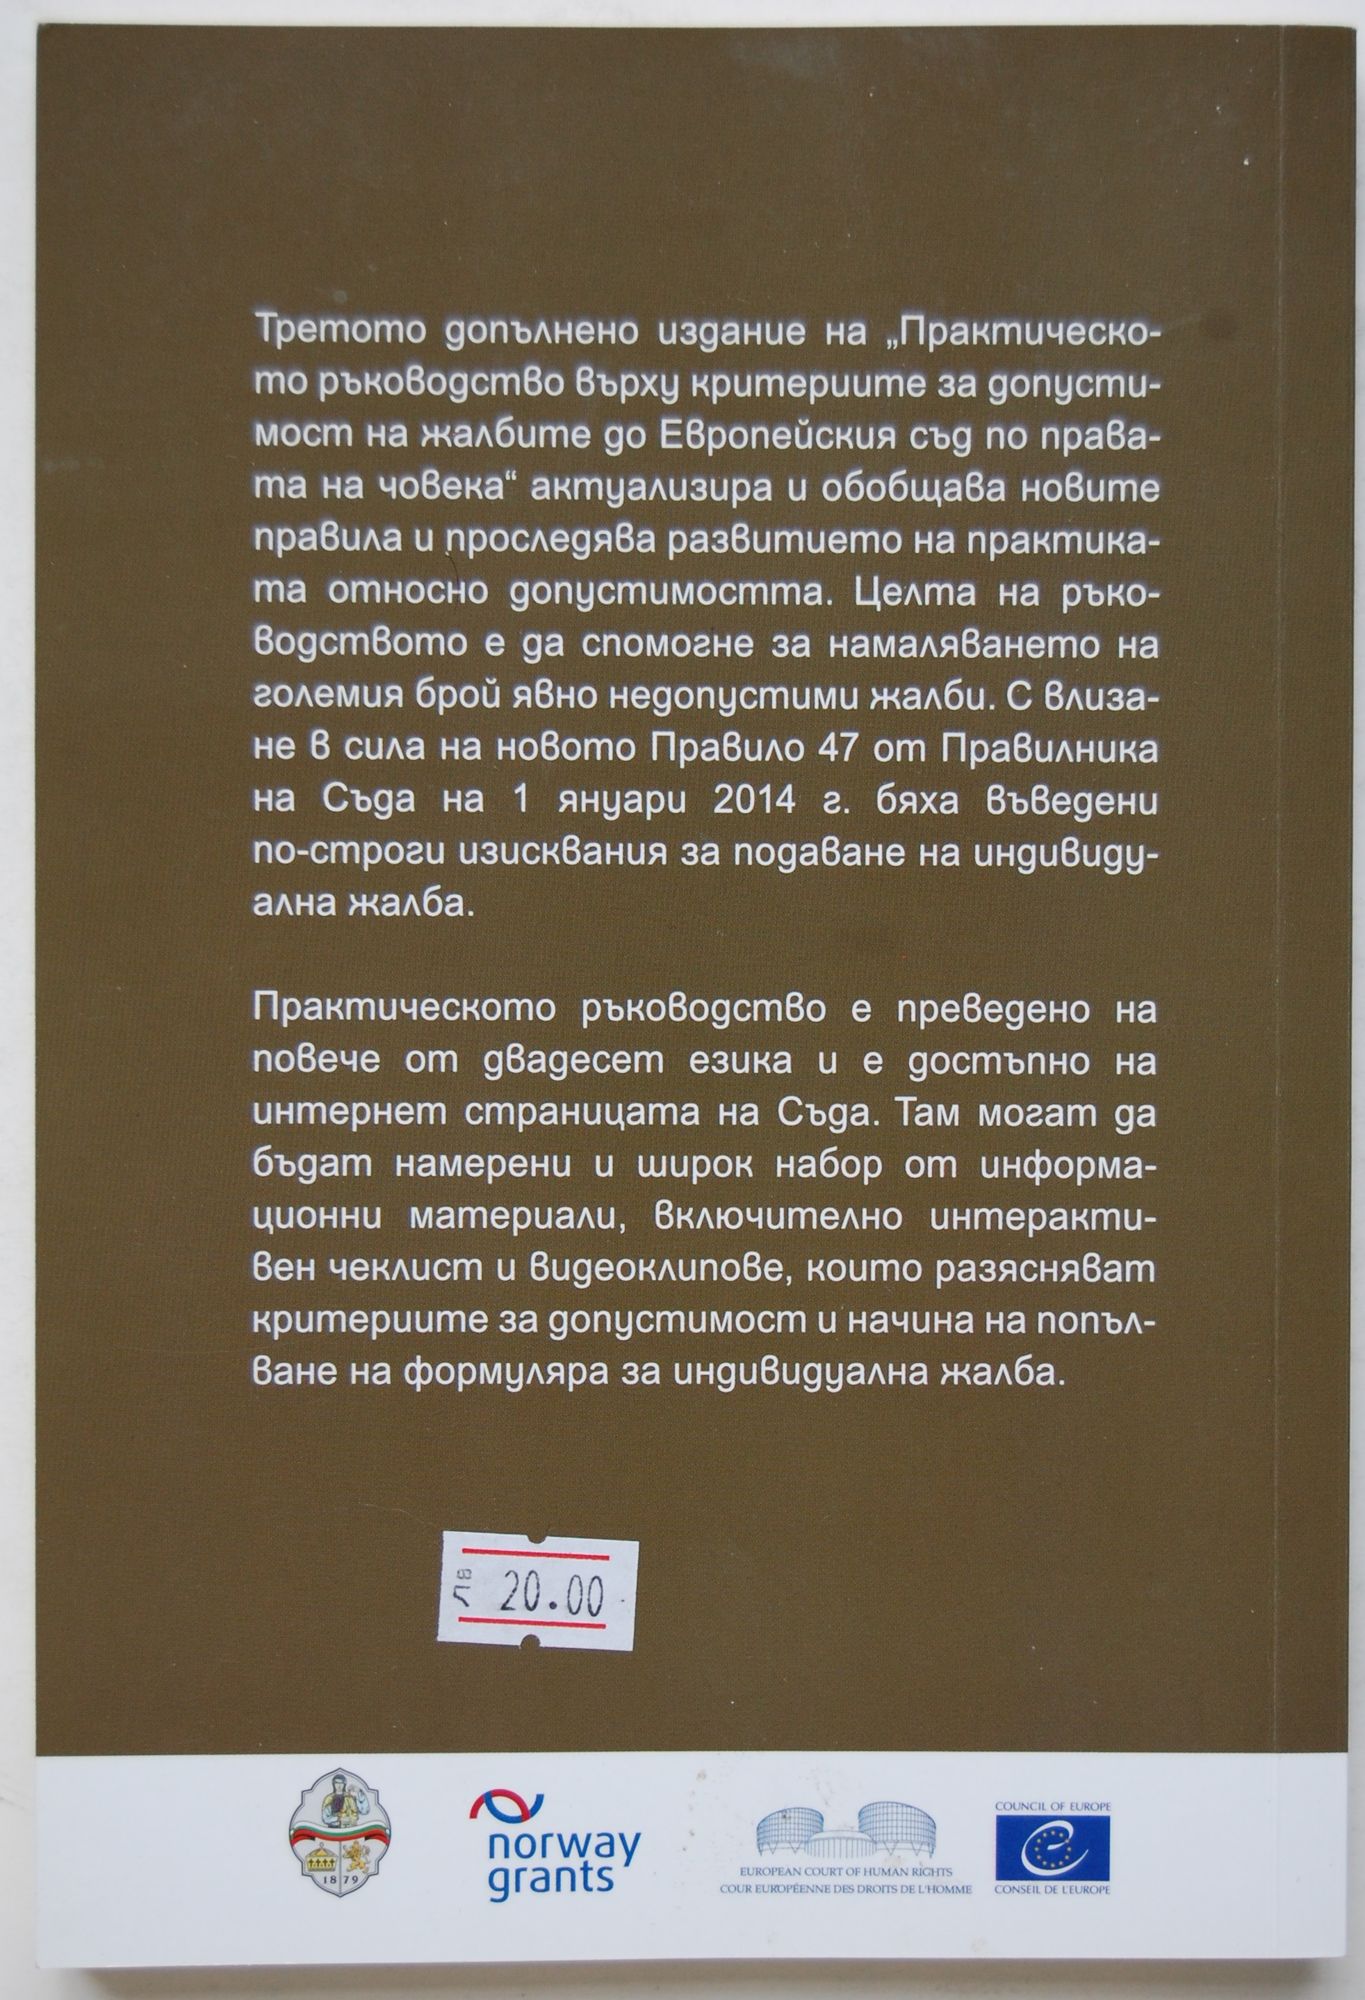 Третото допълнено издание на „Практическо-
то ръководство върху критериите за допусти-
мост на жалбите до Европейския съд по права-
та на човека“ актуализира и обобщава новите
правила и проследява развитието на практика-
та относно допустимостта. Целта на ръко-
водството е да спомогне за намаляването на
големия брой явно недопустими жалби. С влиза-
не в сила на новото Правило 47 от Правилника
на Съда на 1 януари 2014 г. бяха въведени
по-строги изисквания за подаване на индивиду-
ална жалба.
Практическото ръководство е преведено на
повече от двадесет езика и е достъпно на
интернет страницата на Съда. Там могат да
бъдат намерени и широк набор от информа-
ционни материали, включително интеракти-
вен чеклист и видеоклипове, които разясняват
критериите за допустимост и начина на попъл-
ване на формуляра за индивидуална жалба.
лв 20.00
1879
norway
grants
EUROPEAN COURT OF HUMAN RIGHTS
COUR EUROPÉENNE DES DROITS DE L'HOMME
COUNCIL OF EUROPE
CONSEIL DE L'EUROPE